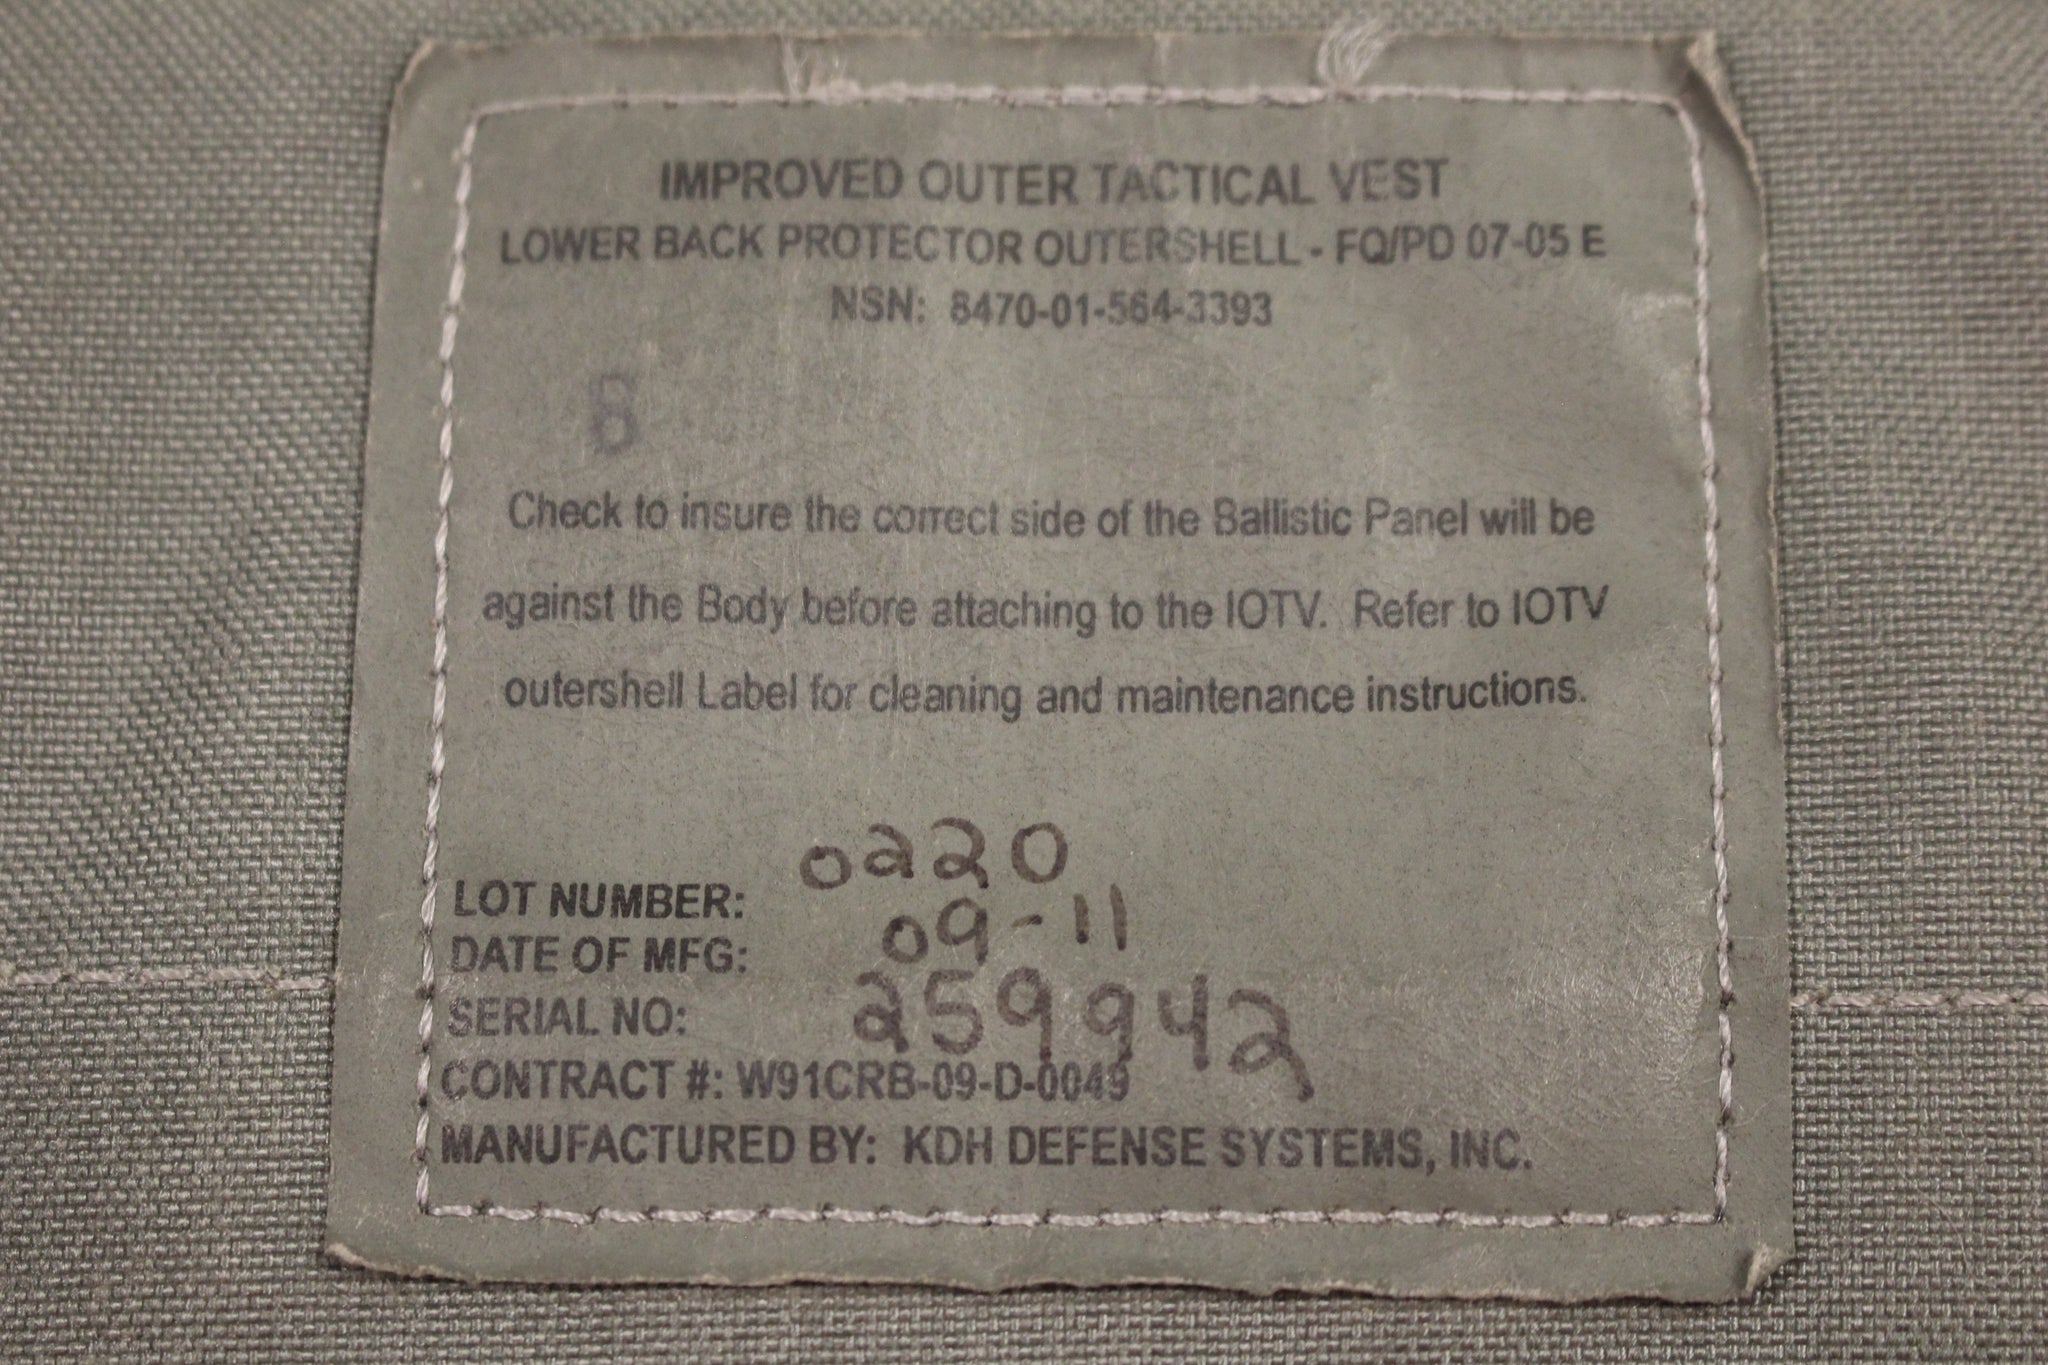 IMPROVED OUTER TACTICAL VEST
LOWER BACK PROTECTOR OUTERSHELL - FQ/PD 07-05 E
NSN: 8470-01-564-3393
B
Check to insure the correct side of the Ballistic Panel will be
against the Body before attaching to the IOTV. Refer to IOTV
outershell Label for cleaning and maintenance instructions.
LOT NUMBER: 0220
DATE OF MFG: 09-11
SERIAL NO: 259942
CONTRACT #: W91CRB-09-D-0049
MANUFACTURED BY: KDH DEFENSE SYSTEMS, INC.